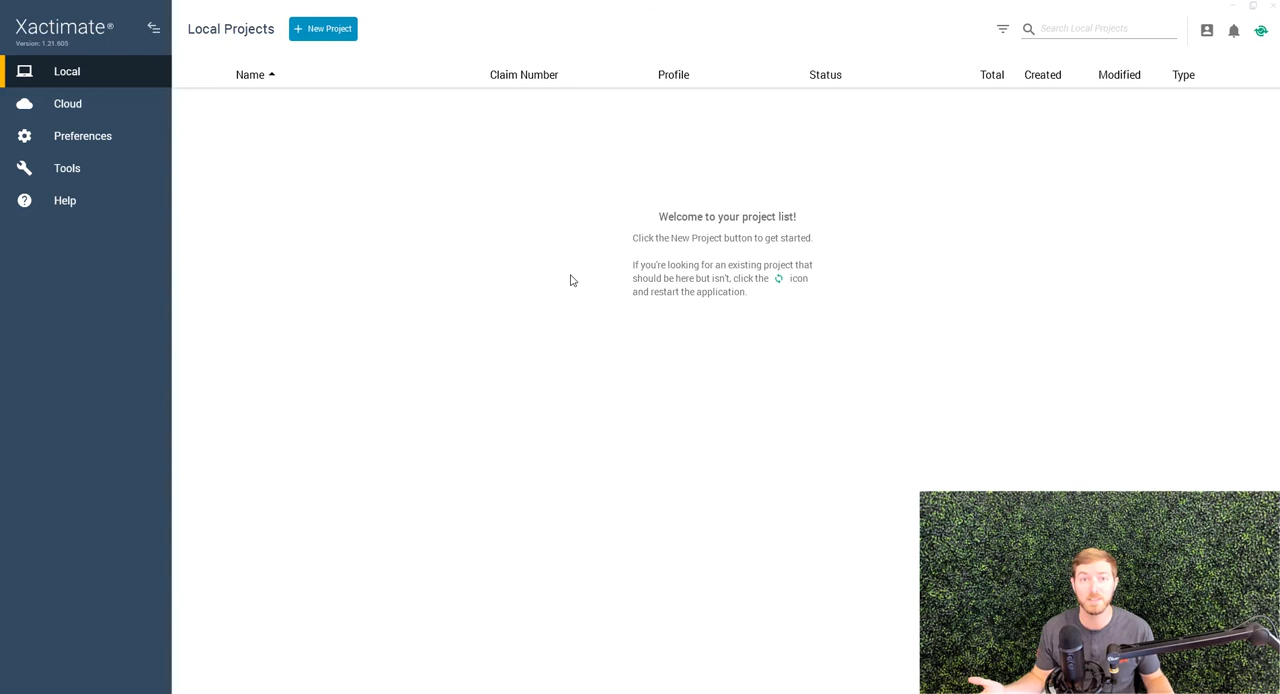 Xactimate®
Version: 1.21.605
Local
Cloud
Preferences
Tools
Help
Local Projects
+ New Project
Search Local Projects
Name
Claim Number
Profile
Status
Total
Created
Modified
Type
Welcome to your project list!
Click the New Project button to get started.
If you're looking for an existing project that
should be here but isn't, click the icon
and restart the application.